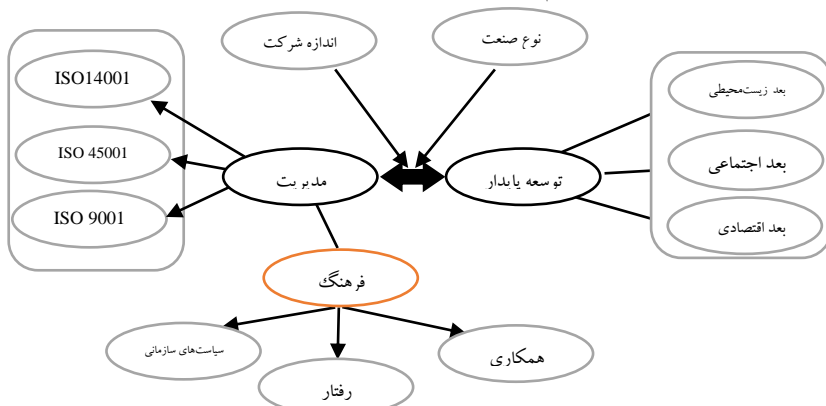 اندازه شرکت
نوع صنعت
ISO14001
ISO 45001
ISO 9001
مدیریت
توسعه پایدار
بعد زیست‌محیطی
بعد اجتماعی
بعد اقتصادی
فرهنگ
سیاست‌های سازمانی
رفتار
همکاری